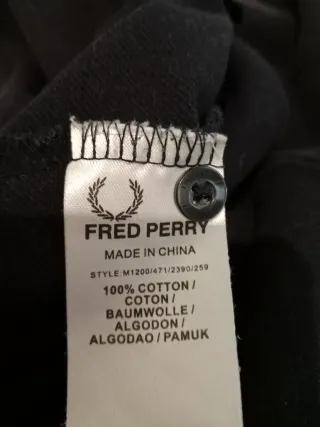 FRED PERRY
MADE IN CHINA
STYLE:M1200/471/2390/259
100% COTTON/
COTON/
BAUMWOLLE/
ALGODON/
ALGODAO/PAMUK